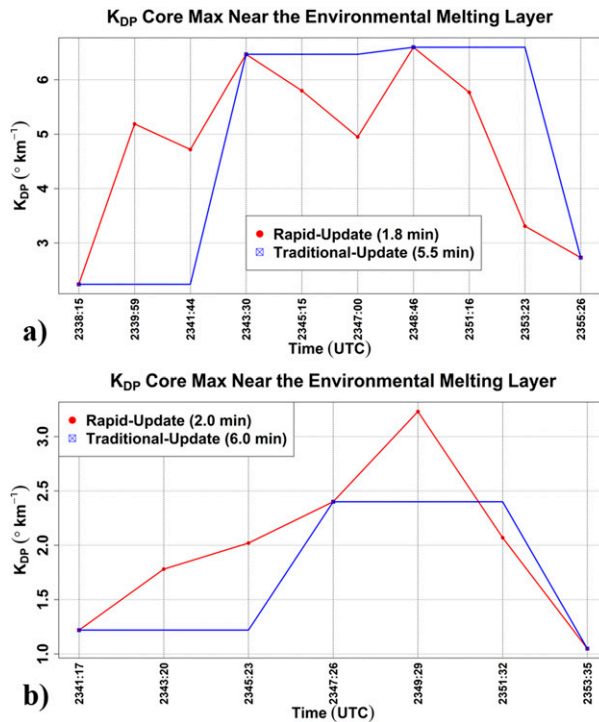 K_DP Core Max Near the Environmental Melting Layer
K_DP (° km⁻¹)
6
5
4
3
Rapid-Update (1.8 min)
Traditional-Update (5.5 min)
2338:15
2339:59
2341:44
2343:30
2345:15
2347:00
2348:46
2351:16
2353:23
2355:26
Time (UTC)
a)
K_DP Core Max Near the Environmental Melting Layer
K_DP (° km⁻¹)
3.0
2.5
2.0
1.5
1.0
Rapid-Update (2.0 min)
Traditional-Update (6.0 min)
2341:17
2343:20
2345:23
2347:26
2349:29
2351:32
2353:35
Time (UTC)
b)